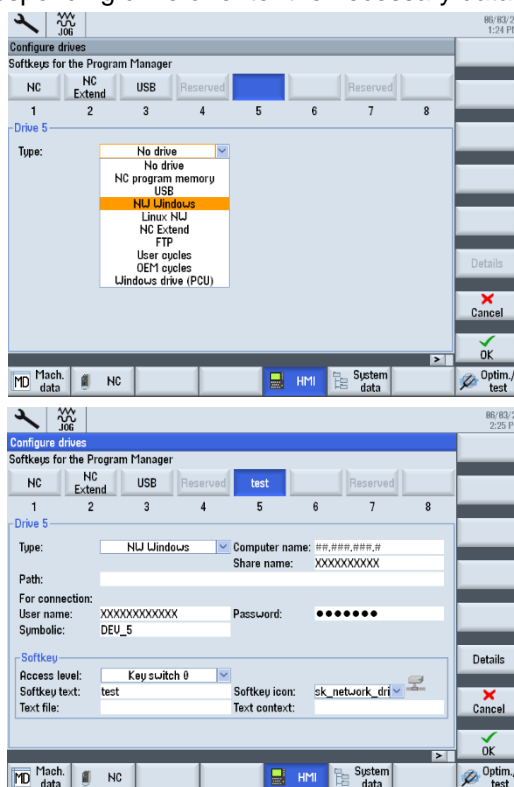 JOG
06/03/2
1:24 P
Configure drives
Softkeys for the Program Manager
NC NC Extend USB Reserved Reserved
1 2 3 4 5 6 7 8
Drive 5
Type: No drive
No drive
NC program memory
USB
NW Windows
Linux NW
NC Extend
FTP
User cycles
OEM cycles
Windows drive (PCU)
Details
Cancel
OK
MD Mach. data NC HMI System data Optim./ test
JOG
06/03/2
2:25 P
Configure drives
Softkeys for the Program Manager
NC NC Extend USB Reserved test Reserved
1 2 3 4 5 6 7 8
Drive 5
Type: NW Windows Computer name: ##.###.###.#
Share name: XXXXXXXXXX
Path:
For connection:
User name: XXXXXXXXXXXX Password: ●●●●●●●
Symbolic: DEV_5
Softkey
Access level: Key switch 0
Softkey text: test Softkey icon: sk_network_dri
Text file: Text context:
Details
Cancel
OK
MD Mach. data NC HMI System data Optim./ test